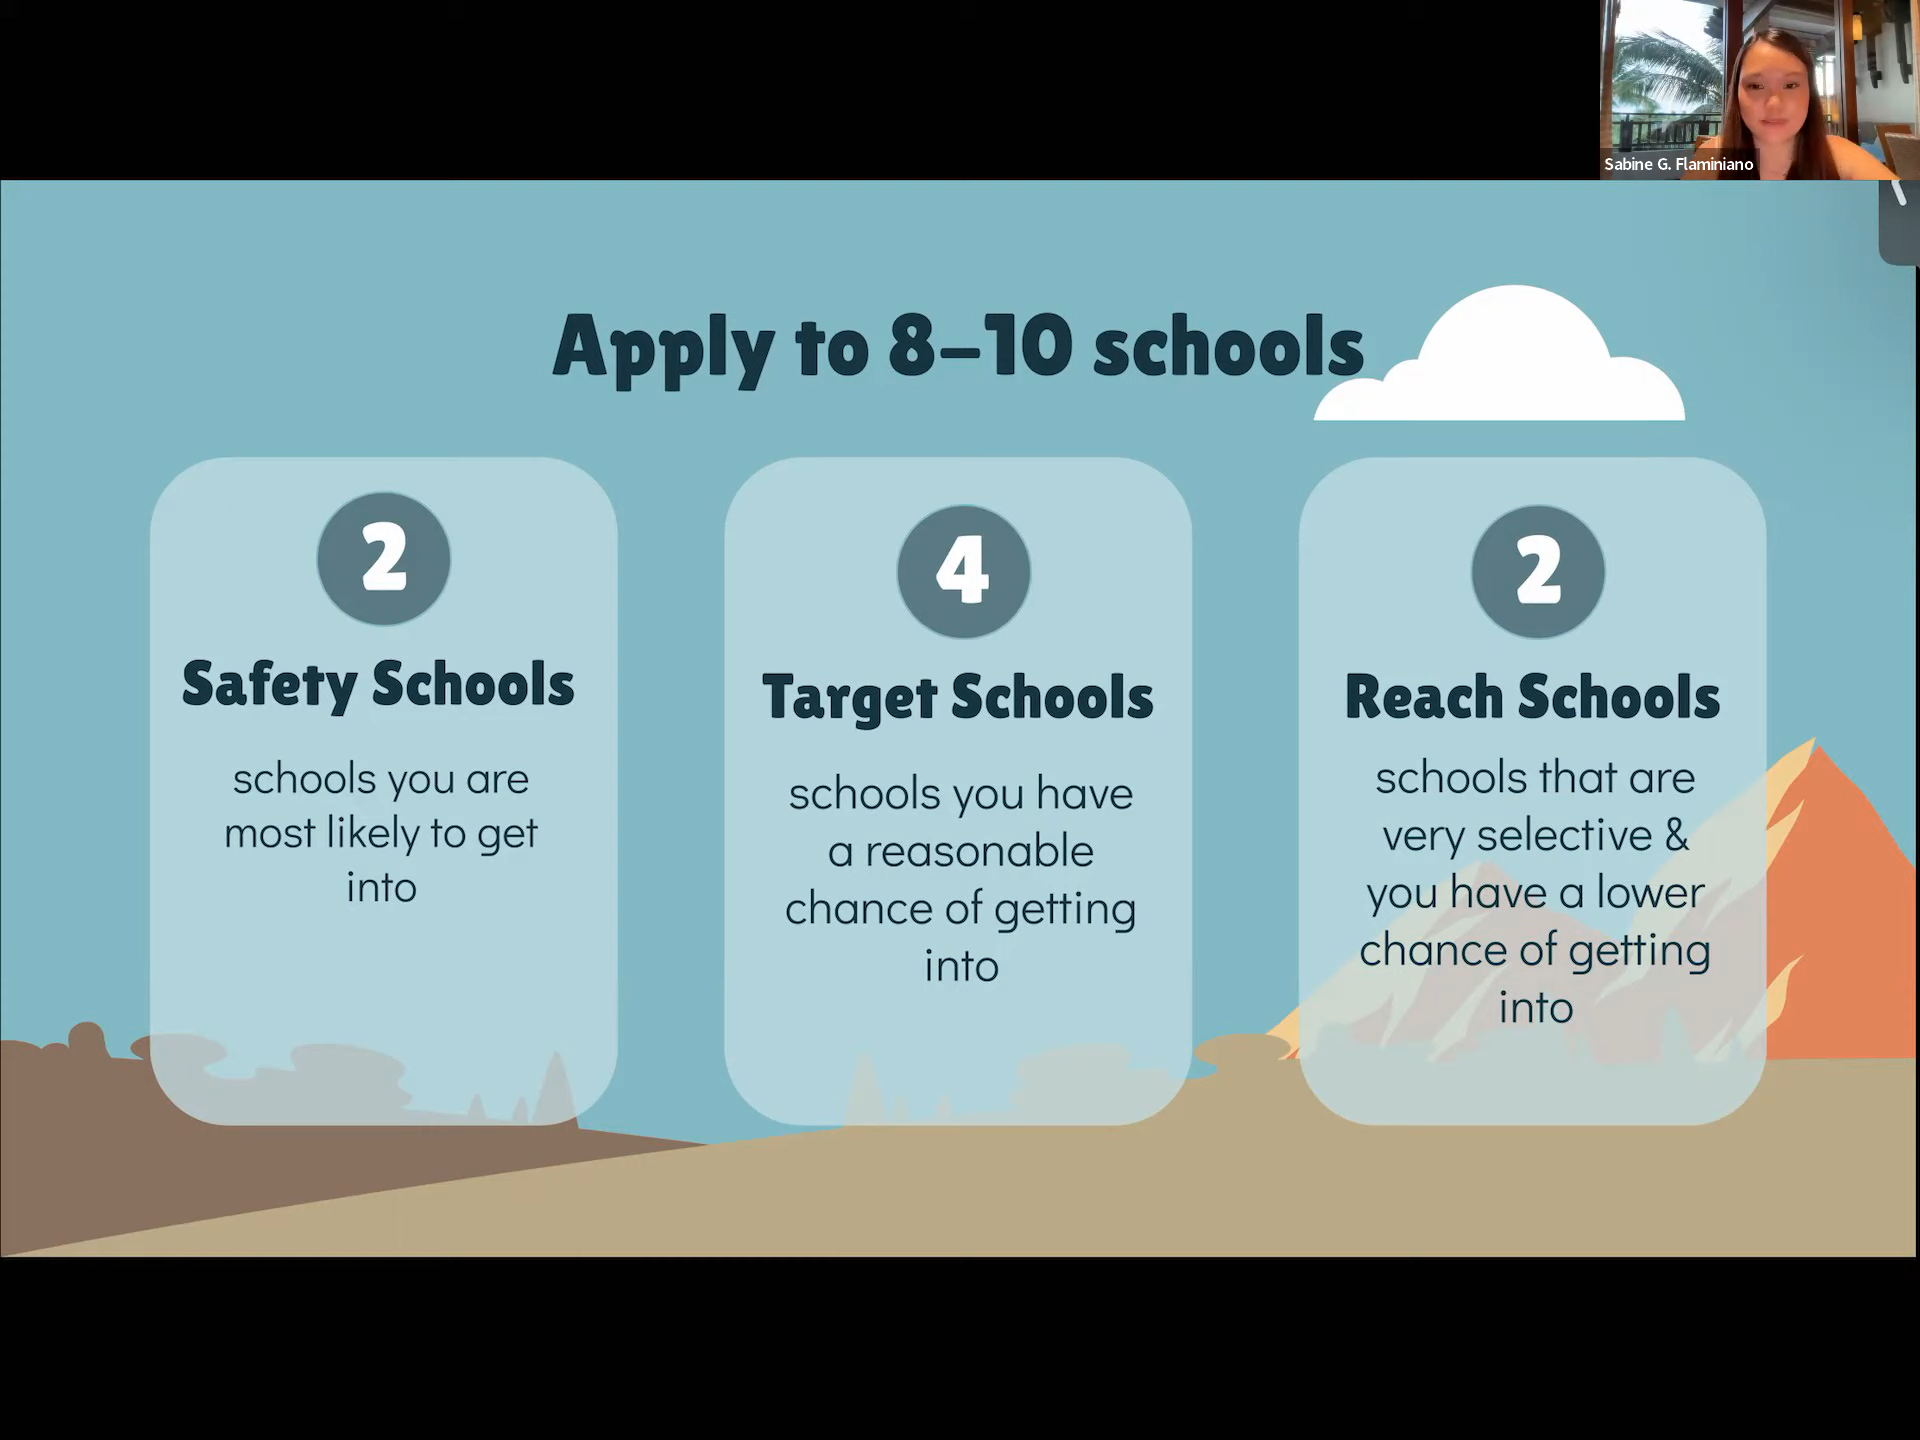 Sabine G. Flaminiano
Apply to 8–10 schools
2
Safety Schools
schools you are
most likely to get
into
4
Target Schools
schools you have
a reasonable
chance of getting
into
2
Reach Schools
schools that are
very selective &
you have a lower
chance of getting
into